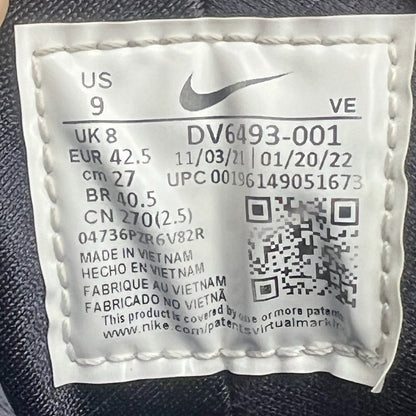 US
9
VE
UK 8
DV6493-001
EUR 42.5
11/03/21 | 01/20/22
cm 27
UPC 00196149051673
BR 40.5
CN 270(2.5)
04736PZR6V82R
MADE IN VIETNAM
HECHO EN VIETNAM
FABRIQUE AU VIETNAM
FABRICADO NO VIETNÃ
This product is covered by one or more patents
www.nike.com/patentsvirtualmarkin